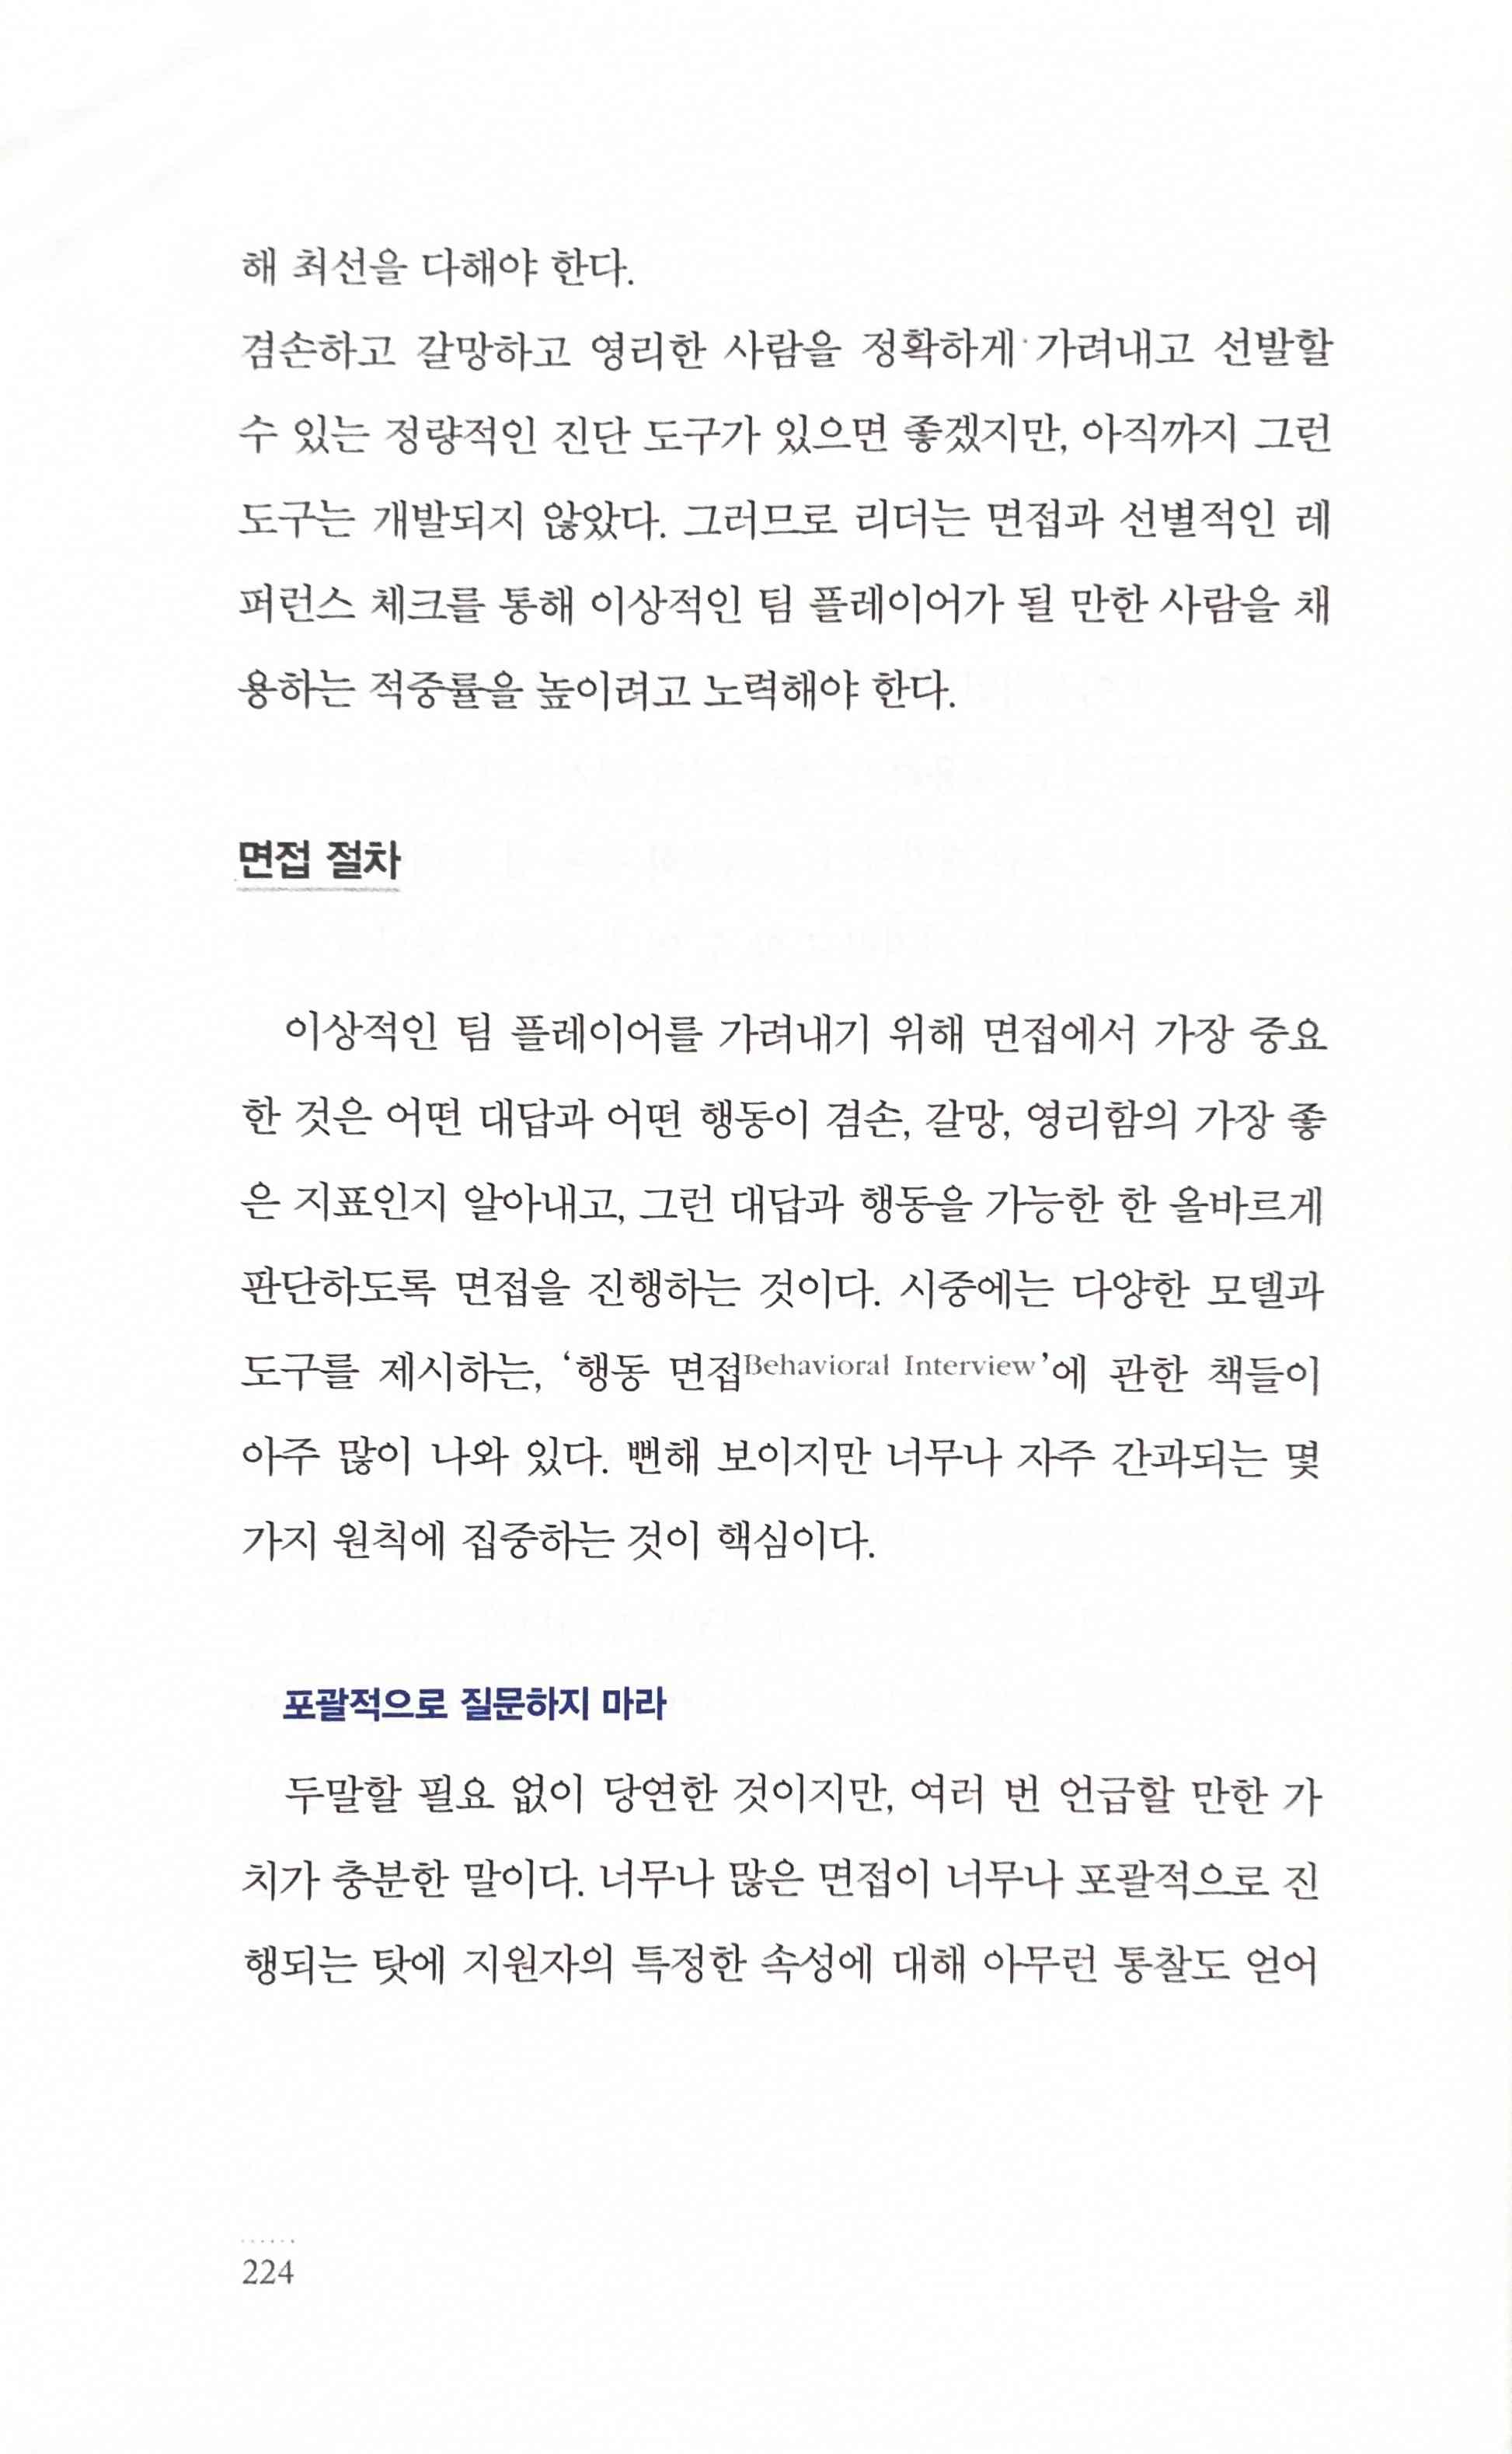 해 최선을 다해야 한다.
겸손하고 갈망하고 영리한 사람을 정확하게 가려내고 선발할
수 있는 정량적인 진단 도구가 있으면 좋겠지만, 아직까지 그런
도구는 개발되지 않았다. 그러므로 리더는 면접과 선별적인 레
퍼런스 체크를 통해 이상적인 팀 플레이어가 될 만한 사람을 채
용하는 적중률을 높이려고 노력해야 한다.
면접 절차
이상적인 팀 플레이어를 가려내기 위해 면접에서 가장 중요
한 것은 어떤 대답과 어떤 행동이 겸손, 갈망, 영리함의 가장 좋
은 지표인지 알아내고, 그런 대답과 행동을 가능한 한 올바르게
판단하도록 면접을 진행하는 것이다. 시중에는 다양한 모델과
도구를 제시하는, ‘행동 면접Behavioral Interview’에 관한 책들이
아주 많이 나와 있다. 뻔해 보이지만 너무나 자주 간과되는 몇
가지 원칙에 집중하는 것이 핵심이다.
포괄적으로 질문하지 마라
두말할 필요 없이 당연한 것이지만, 여러 번 언급할 만한 가
치가 충분한 말이다. 너무나 많은 면접이 너무나 포괄적으로 진
행되는 탓에 지원자의 특정한 속성에 대해 아무런 통찰도 얻어
224